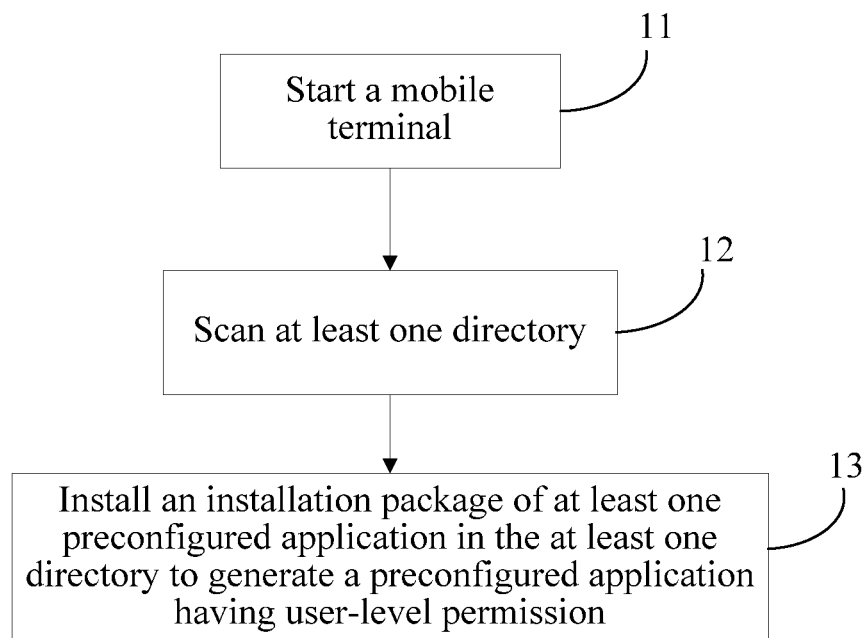 11
Start a mobile
terminal
12
Scan at least one directory
13
Install an installation package of at least one
preconfigured application in the at least one
directory to generate a preconfigured application
having user-level permission